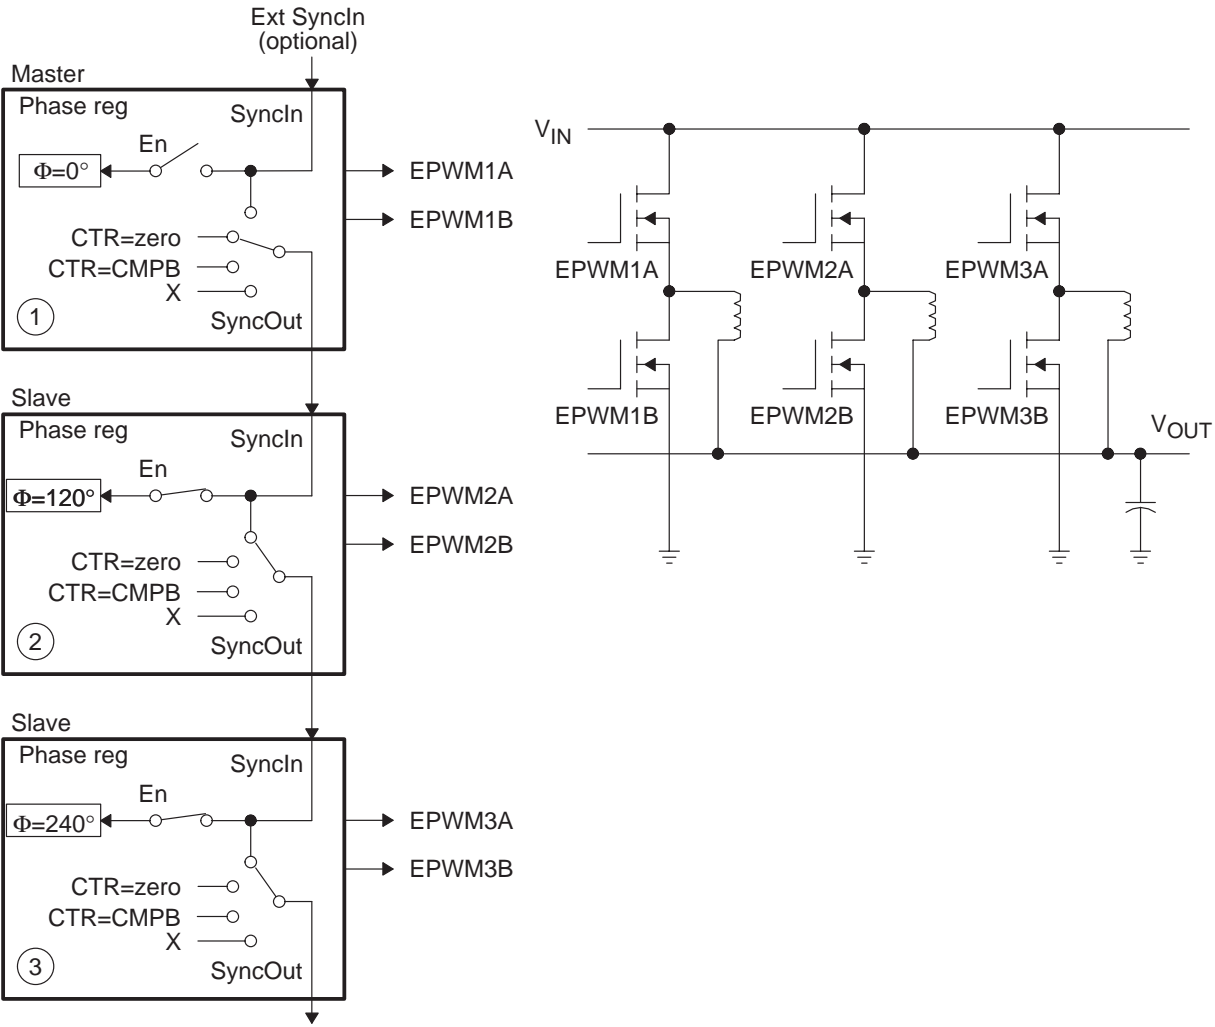 Ext SyncIn
(optional)
Master
Phase reg
SyncIn
En
Φ=0°
EPWM1A
EPWM1B
CTR=zero
CTR=CMPB
X
1
SyncOut
Slave
Phase reg
SyncIn
En
Φ=120°
EPWM2A
EPWM2B
CTR=zero
CTR=CMPB
X
2
SyncOut
Slave
Phase reg
SyncIn
En
Φ=240°
EPWM3A
EPWM3B
CTR=zero
CTR=CMPB
X
3
SyncOut
VIN
EPWM1A
EPWM2A
EPWM3A
EPWM1B
EPWM2B
EPWM3B
VOUT